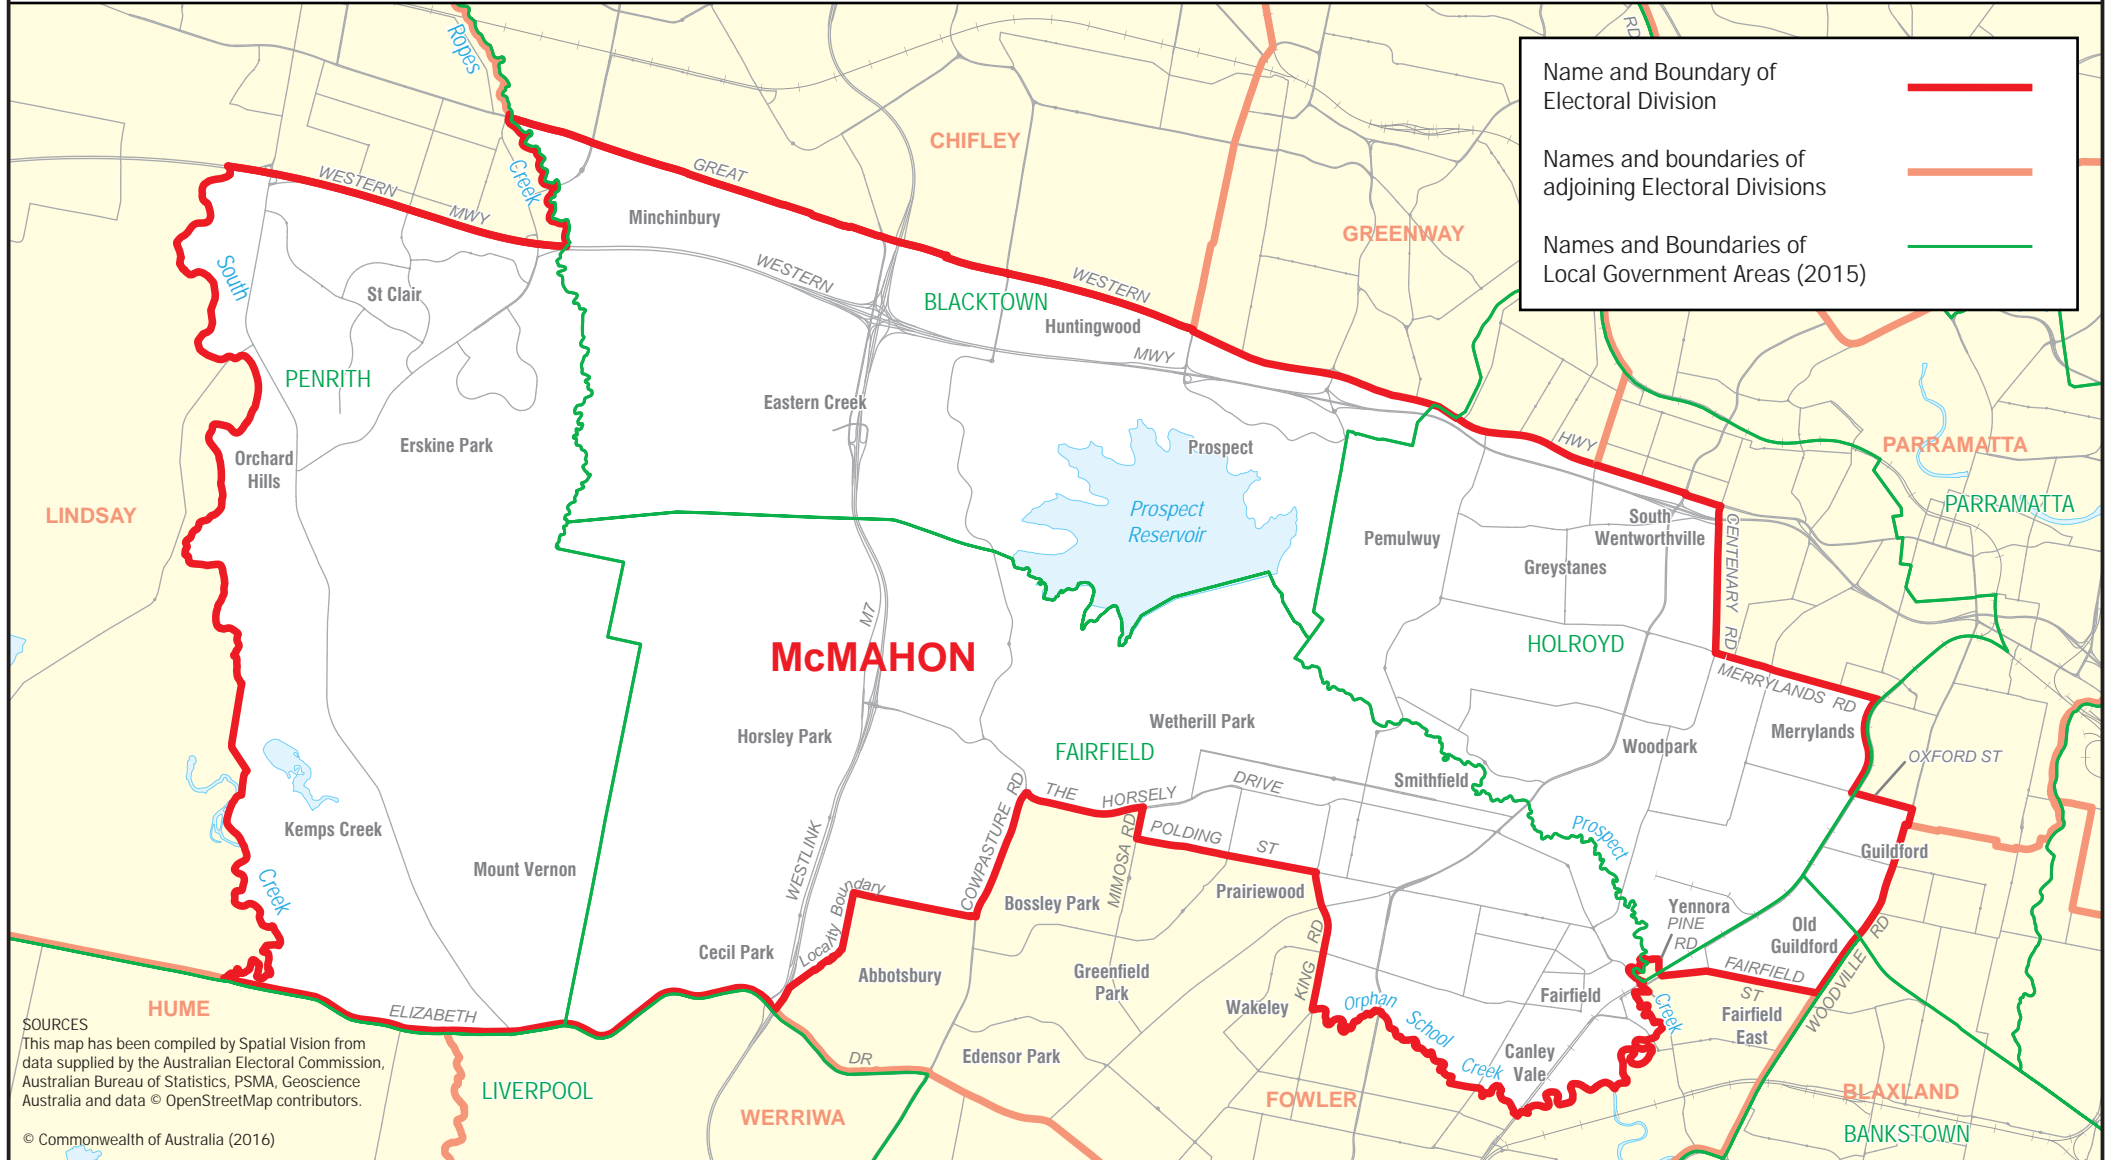 Name and Boundary of
Electoral Division
Names and boundaries of
adjoining Electoral Divisions
Names and Boundaries of
Local Government Areas (2015)
RD
Ropes
Creek
CHIFLEY
GREENWAY
WESTERN
MWY
GREAT
Minchinbury
WESTERN
WESTERN
South
St Clair
BLACKTOWN
Huntingwood
MWY
PENRITH
Eastern Creek
HWY
PARRAMATTA
Orchard
Hills
Erskine Park
Prospect
LINDSAY
Prospect
Reservoir
South
Wentworthville
PARRAMATTA
Pemulwuy
Greystanes
CENTENARY
RD
M7
McMAHON
HOLROYD
MERRYLANDS RD
Horsley Park
Wetherill Park
FAIRFIELD
Woodpark
Merrylands
OXFORD ST
Smithfield
THE HORSELY DRIVE
COWPASTURE RD
Kemps Creek
Mount Vernon
WESTLINK
MIMOSA RD
POLDING ST
Prospect
Creek
Guildford
Creek
Locality Boundary
Bossley Park
Prairiewood
Yennora
PINE
RD
Old
Guildford
Cecil Park
Abbotsbury
Greenfield
Park
KING RD
FAIRFIELD
ST
WOODVILLE RD
Wakeley
Orphan
School
Creek
Fairfield
Fairfield
East
HUME
ELIZABETH
DR
Edensor Park
Canley
Vale
LIVERPOOL
WERRIWA
FOWLER
BLAXLAND
BANKSTOWN
SOURCES
This map has been compiled by Spatial Vision from
data supplied by the Australian Electoral Commission,
Australian Bureau of Statistics, PSMA, Geoscience
Australia and data © OpenStreetMap contributors.
© Commonwealth of Australia (2016)